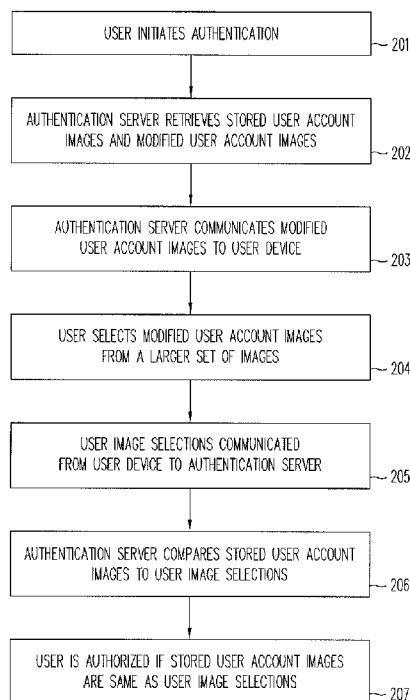 USER INITIATES AUTHENTICATION
201
AUTHENTICATION SERVER RETRIEVES STORED USER ACCOUNT
IMAGES AND MODIFIED USER ACCOUNT IMAGES
202
AUTHENTICATION SERVER COMMUNICATES MODIFIED
USER ACCOUNT IMAGES TO USER DEVICE
203
USER SELECTS MODIFIED USER ACCOUNT IMAGES
FROM A LARGER SET OF IMAGES
204
USER IMAGE SELECTIONS COMMUNICATED
FROM USER DEVICE TO AUTHENTICATION SERVER
205
AUTHENTICATION SERVER COMPARES STORED USER ACCOUNT
IMAGES TO USER IMAGE SELECTIONS
206
USER IS AUTHORIZED IF STORED USER ACCOUNT IMAGES
ARE SAME AS USER IMAGE SELECTIONS
207